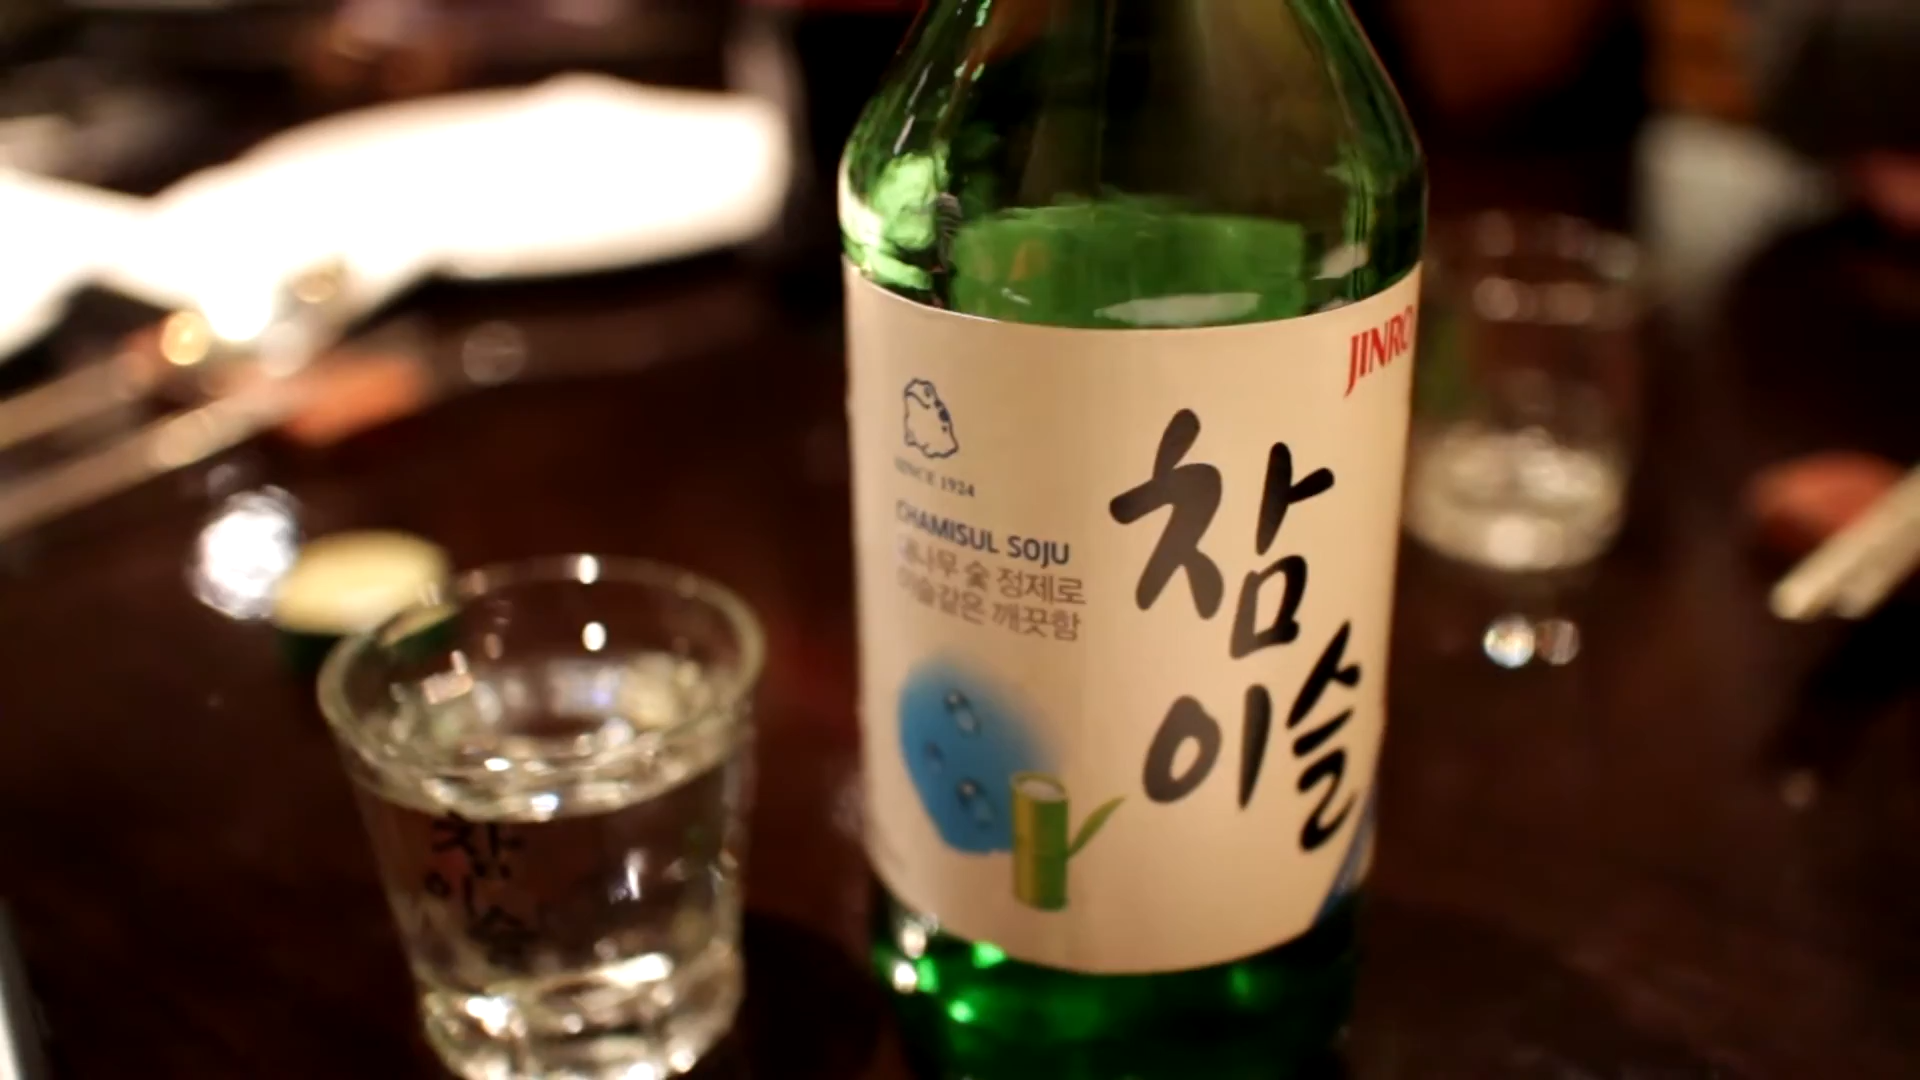 JINRO
SINCE 1924
CHAMISUL SOJU
대나무 숯 정제로
이슬같은 깨끗함
참
이슬
참
이슬